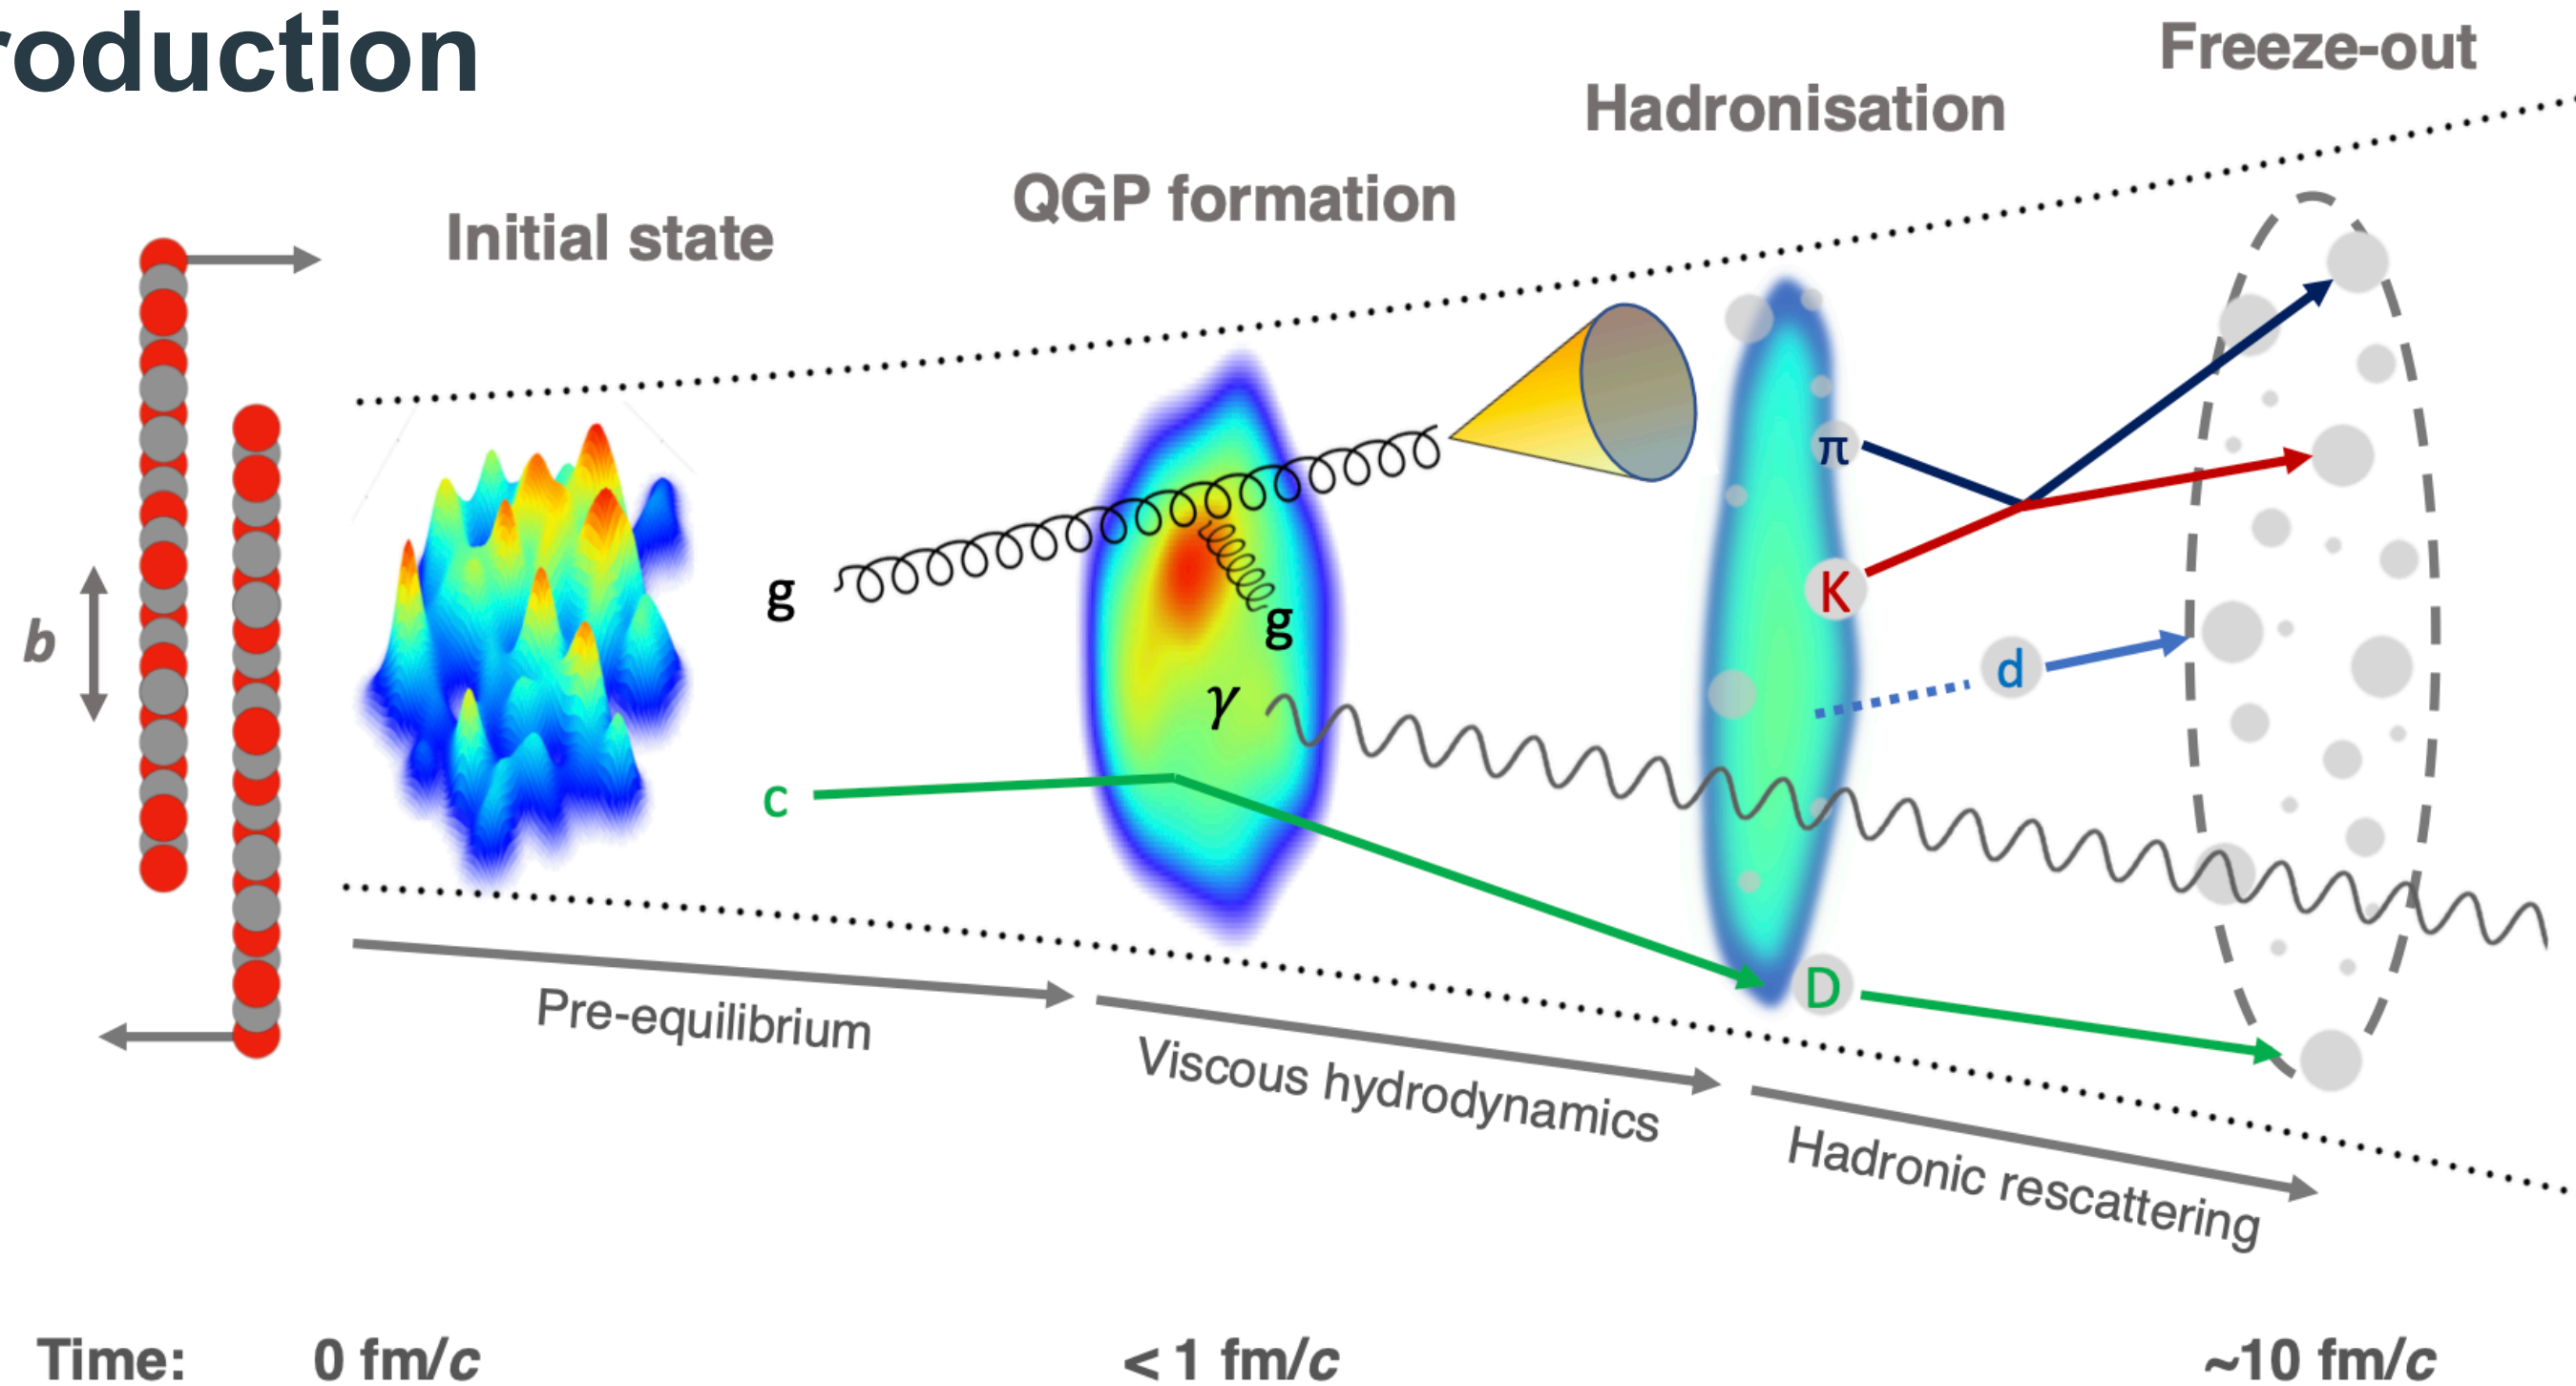 roduction
Freeze-out
Hadronisation
QGP formation
Initial state
b
g
g
γ
c
π
K
d
D
Pre-equilibrium
Viscous hydrodynamics
Hadronic rescattering
Time: 0 fm/c < 1 fm/c ~10 fm/c